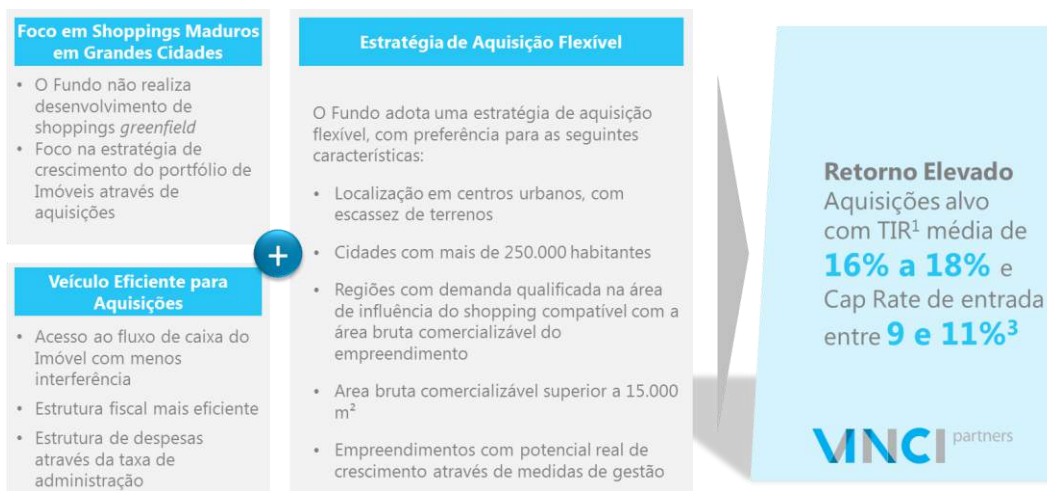 Foco em Shoppings Maduros
em Grandes Cidades
• O Fundo não realiza
desenvolvimento de
shoppings greenfield
• Foco na estratégia de
crescimento do portfólio de
Imóveis através de
aquisições
Veículo Eficiente para
Aquisições
• Acesso ao fluxo de caixa do
Imóvel com menos
interferência
• Estrutura fiscal mais eficiente
• Estrutura de despesas
através da taxa de
administração
+
Estratégia de Aquisição Flexível
O Fundo adota uma estratégia de aquisição
flexível, com preferência para as seguintes
características:
• Localização em centros urbanos, com
escassez de terrenos
• Cidades com mais de 250.000 habitantes
• Regiões com demanda qualificada na área
de influência do shopping compatível com a
área bruta comercializável do
empreendimento
• Area bruta comercializável superior a 15.000
m²
• Empreendimentos com potencial real de
crescimento através de medidas de gestão
Retorno Elevado
Aquisições alvo
com TIR¹ média de
16% a 18% e
Cap Rate de entrada
entre 9 e 11%³
VINCI partners